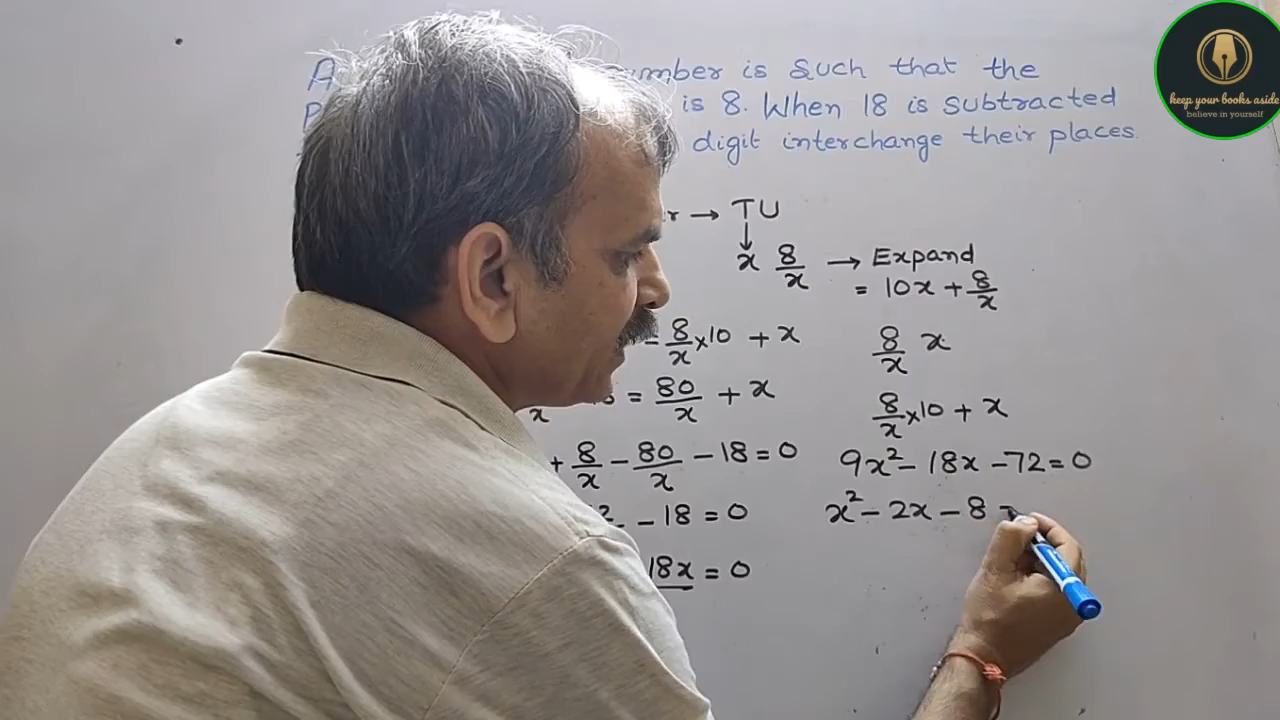 A umber is such that the
P is 8. When 18 is subtracted
digit interchange their places.
r → TU
↓
x 8/x → Expand
= 10x + 8/x
= 8/x × 10 + x
8/x x
= 80/x + x
8/x × 10 + x
+ 8/x - 80/x - 18 = 0
9x² - 18x - 72 = 0
- 18 = 0
x² - 2x - 8
18x = 0
keep your books aside
believe in yourself